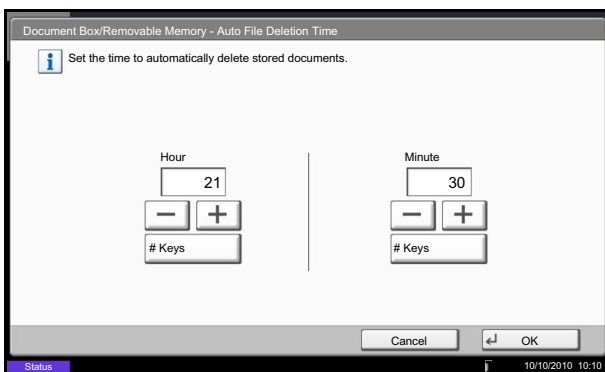 Document Box/Removable Memory - Auto File Deletion Time
Set the time to automatically delete stored documents.
Hour
Minute
21
30
# Keys
# Keys
Cancel
OK
Status
10/10/2010 10:10